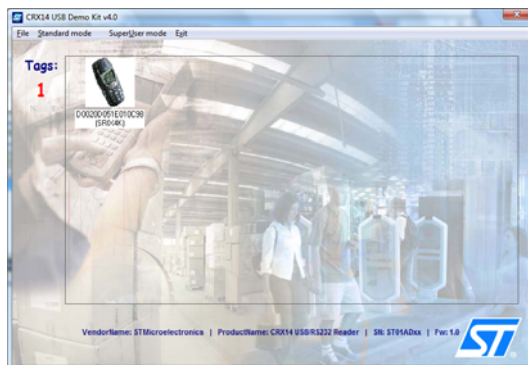 CRX14 USB Demo Kit v4.0
File Standard mode SuperUser mode Exit
Tags:
1
D0020D051E010C98
(SRIX4K)
VendorName: STMicroelectronics | ProductName: CRX14 USB/RS232 Reader | SN: ST01ADxx | Fw: 1.0
ST